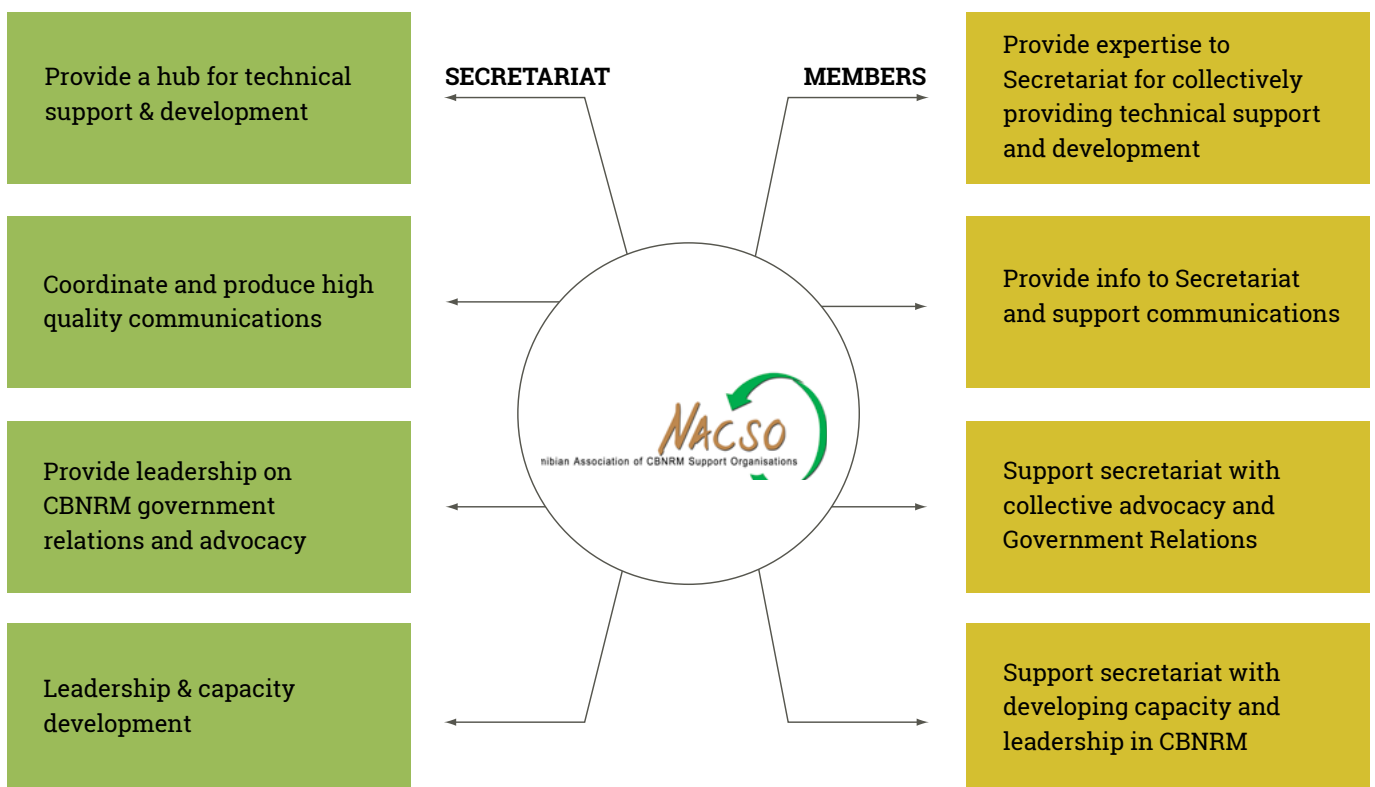 Provide a hub for technical
support & development
SECRETARIAT
MEMBERS
Provide expertise to
Secretariat for collectively
providing technical support
and development
Coordinate and produce high
quality communications
Provide info to Secretariat
and support communications
NACSO
nibian Association of CBNRM Support Organisations
Provide leadership on
CBNRM government
relations and advocacy
Support secretariat with
collective advocacy and
Government Relations
Leadership & capacity
development
Support secretariat with
developing capacity and
leadership in CBNRM